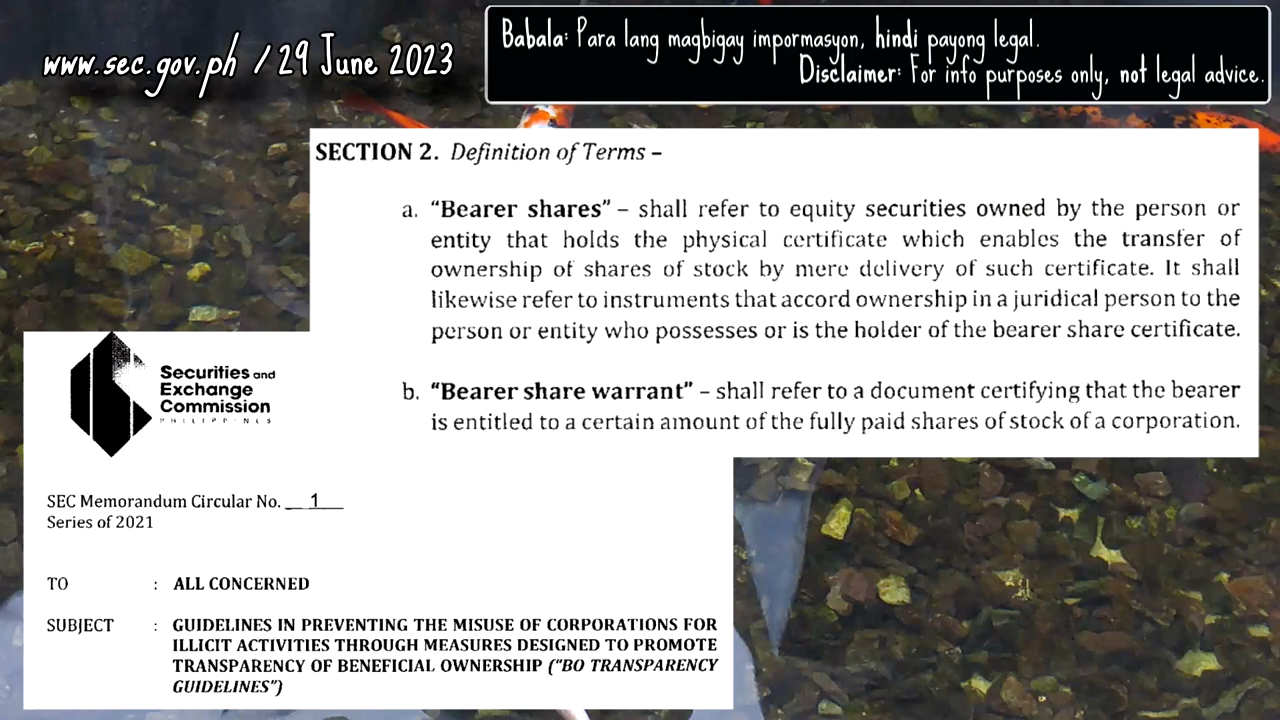 www.sec.gov.ph / 29 June 2023
Babala: Para lang magbigay impormasyon, hindi payong legal.
Disclaimer: For info purposes only, not legal advice.
SECTION 2. Definition of Terms –
a. “Bearer shares” – shall refer to equity securities owned by the person or
entity that holds the physical certificate which enables the transfer of
ownership of shares of stock by mere delivery of such certificate. It shall
likewise refer to instruments that accord ownership in a juridical person to the
person or entity who possesses or is the holder of the bearer share certificate.
b. “Bearer share warrant” – shall refer to a document certifying that the bearer
is entitled to a certain amount of the fully paid shares of stock of a corporation.
Securities and
Exchange
Commission
PHILIPPINES
SEC Memorandum Circular No. 1
Series of 2021
TO : ALL CONCERNED
SUBJECT : GUIDELINES IN PREVENTING THE MISUSE OF CORPORATIONS FOR
ILLICIT ACTIVITIES THROUGH MEASURES DESIGNED TO PROMOTE
TRANSPARENCY OF BENEFICIAL OWNERSHIP (“BO TRANSPARENCY
GUIDELINES”)